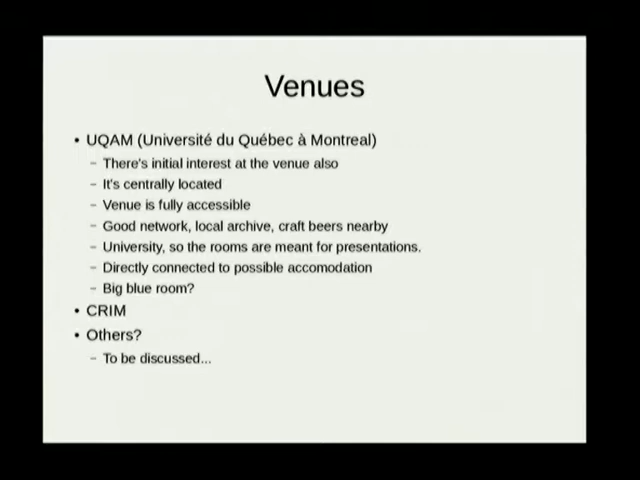 Venues
• UQAM (Université du Québec à Montreal)
– There's initial interest at the venue also
– It's centrally located
– Venue is fully accessible
– Good network, local archive, craft beers nearby
– University, so the rooms are meant for presentations.
– Directly connected to possible accomodation
– Big blue room?
• CRIM
• Others?
– To be discussed...